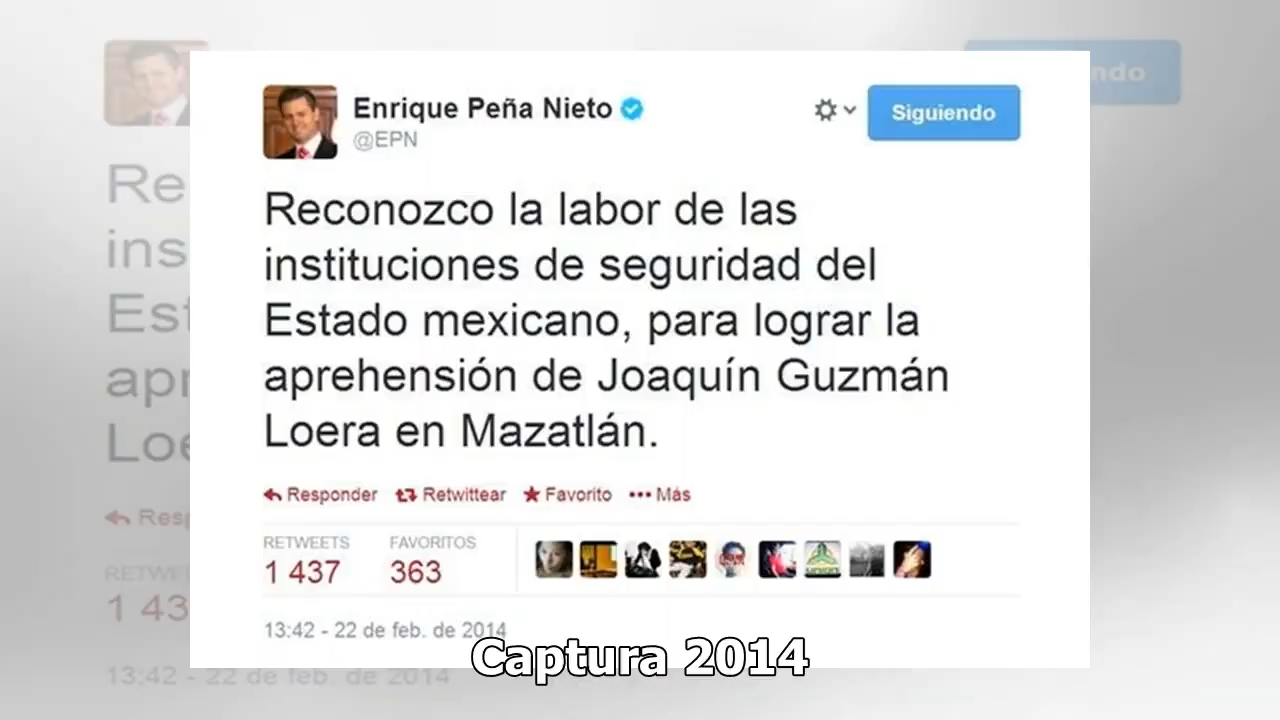 Enrique Peña Nieto
@EPN
Siguiendo
Reconozco la labor de las
instituciones de seguridad del
Estado mexicano, para lograr la
aprehensión de Joaquín Guzmán
Loera en Mazatlán.
Responder Retwittear Favorito Más
RETWEETS FAVORITOS
1 437 363
13:42 - 22 de feb. de 2014
Captura 2014